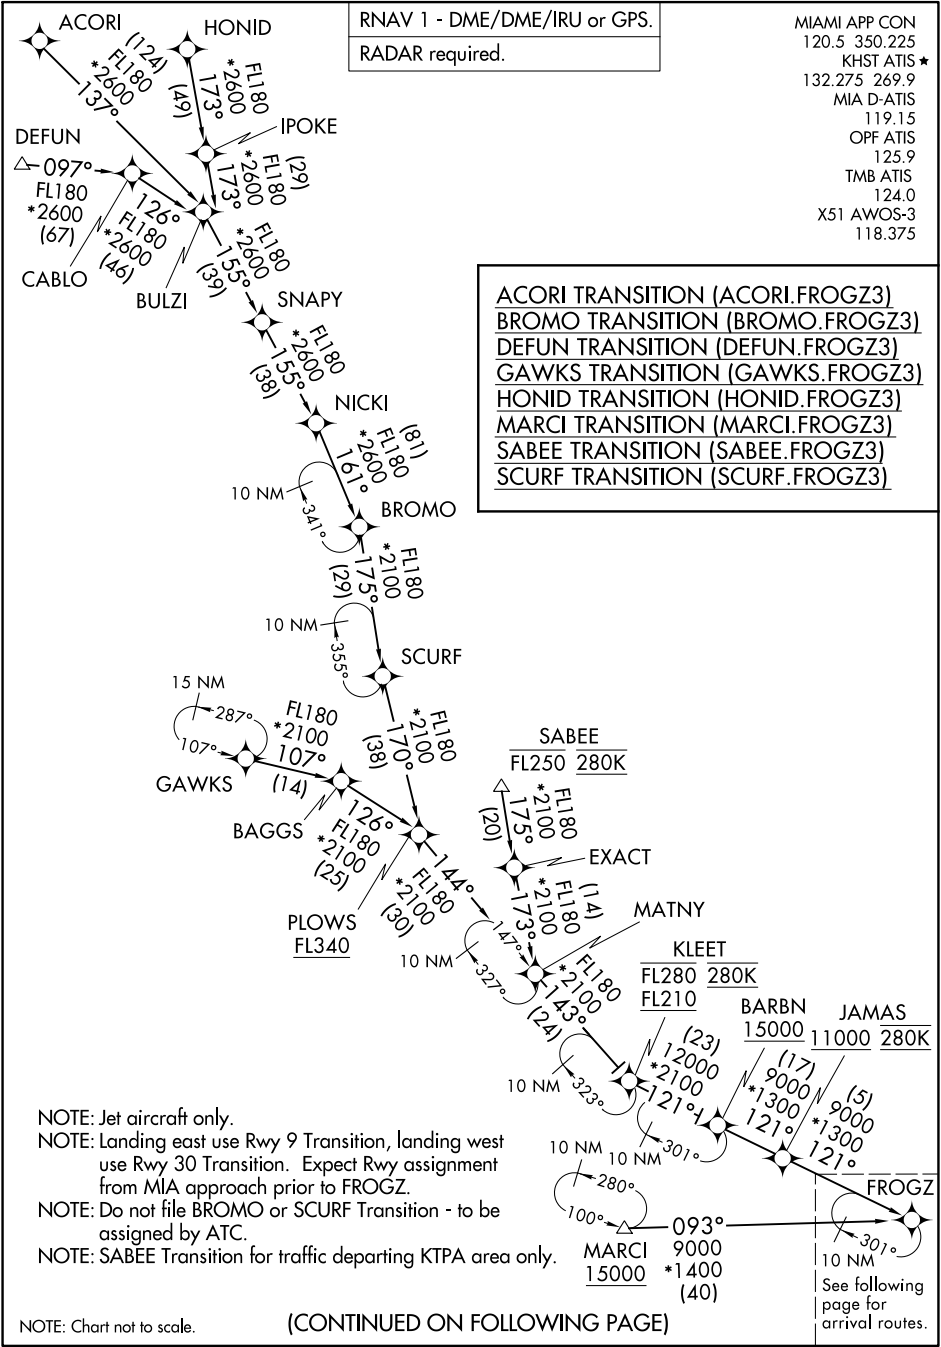 RNAV 1 - DME/DME/IRU or GPS.
RADAR required.
MIAMI APP CON
120.5 350.225
KHST ATIS ★
132.275 269.9
MIA D-ATIS
119.15
OPF ATIS
125.9
TMB ATIS
124.0
X51 AWOS-3
118.375
ACORI
(124)
FL180
*2600
137°
HONID
FL180
*2600
173°
(49)
IPOKE
(29)
FL180
*2600
173°
DEFUN
097°
FL180
*2600
(67)
CABLO
126°
FL180
*2600
(46)
BULZI
FL180
*2600
155°
(39)
SNAPY
FL180
*2600
155°
(38)
NICKI
(81)
FL180
*2600
161°
10 NM
341°
BROMO
FL180
*2100
175°
(29)
10 NM
355°
SCURF
FL180
*2100
170°
(38)
ACORI TRANSITION (ACORI.FROGZ3)
BROMO TRANSITION (BROMO.FROGZ3)
DEFUN TRANSITION (DEFUN.FROGZ3)
GAWKS TRANSITION (GAWKS.FROGZ3)
HONID TRANSITION (HONID.FROGZ3)
MARCI TRANSITION (MARCI.FROGZ3)
SABEE TRANSITION (SABEE.FROGZ3)
SCURF TRANSITION (SCURF.FROGZ3)
15 NM
287°
107°
GAWKS
FL180
*2100
107°
(14)
BAGGS
126°
FL180
*2100
(25)
PLOWS
FL340
144°
FL180
*2100
(30)
SABEE
FL250 280K
FL180
*2100
175°
(20)
EXACT
(14)
FL180
*2100
173°
MATNY
147°
327°
10 NM
FL180
*2100
143°
(24)
KLEET
FL280 280K
FL210
10 NM
323°
(23)
12000
*2100
121°
BARBN
15000
10 NM
301°
(17)
9000
*1300
121°
JAMAS
11000 280K
(5)
9000
*1300
121°
FROGZ
301°
10 NM
See following
page for
arrival routes.
10 NM
280°
100°
MARCI
15000
093°
9000
*1400
(40)
NOTE: Jet aircraft only.
NOTE: Landing east use Rwy 9 Transition, landing west
use Rwy 30 Transition. Expect Rwy assignment
from MIA approach prior to FROGZ.
NOTE: Do not file BROMO or SCURF Transition - to be
assigned by ATC.
NOTE: SABEE Transition for traffic departing KTPA area only.
NOTE: Chart not to scale.
(CONTINUED ON FOLLOWING PAGE)